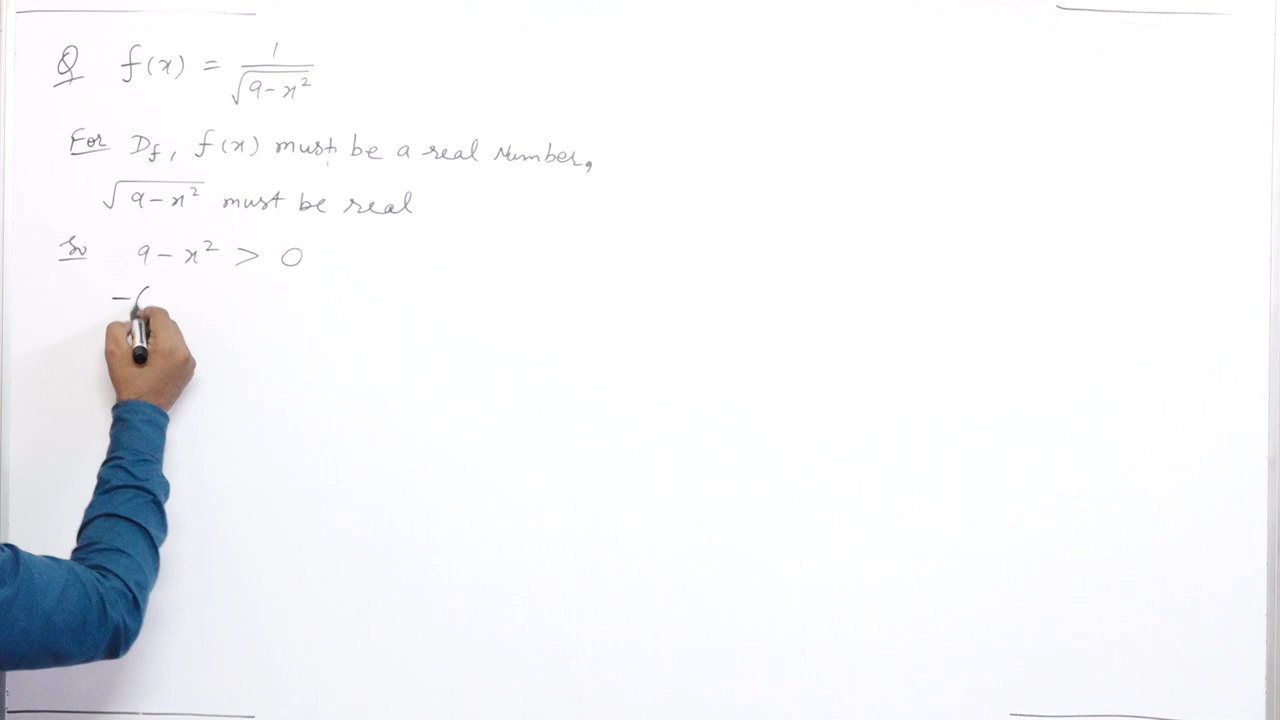 Q f(x) = 1/√(9-x²)
For Df, f(x) must be a real Number,
√(9-x²) must be real
So 9-x² > 0
-(